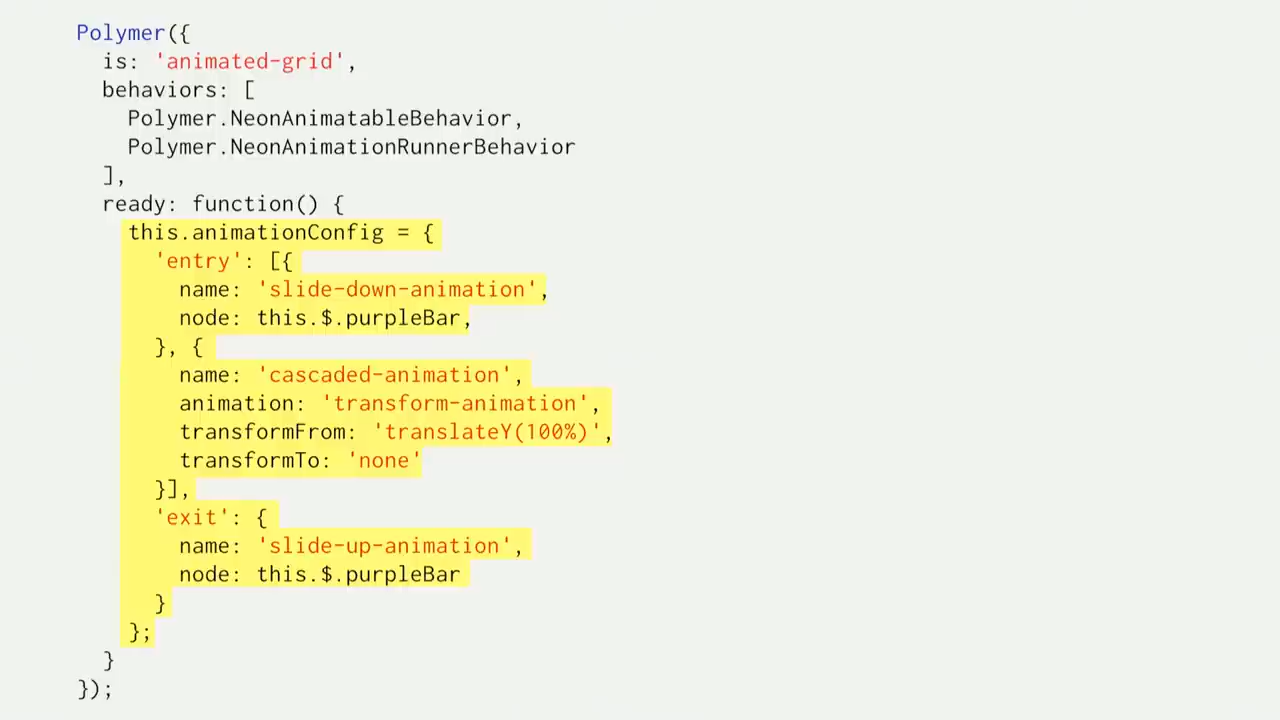 Polymer({
is: 'animated-grid',
behaviors: [
Polymer.NeonAnimatableBehavior,
Polymer.NeonAnimationRunnerBehavior
],
ready: function() {
this.animationConfig = {
'entry': [{
name: 'slide-down-animation',
node: this.$.purpleBar,
}, {
name: 'cascaded-animation',
animation: 'transform-animation',
transformFrom: 'translateY(100%)',
transformTo: 'none'
}],
'exit': {
name: 'slide-up-animation',
node: this.$.purpleBar
}
};
}
});